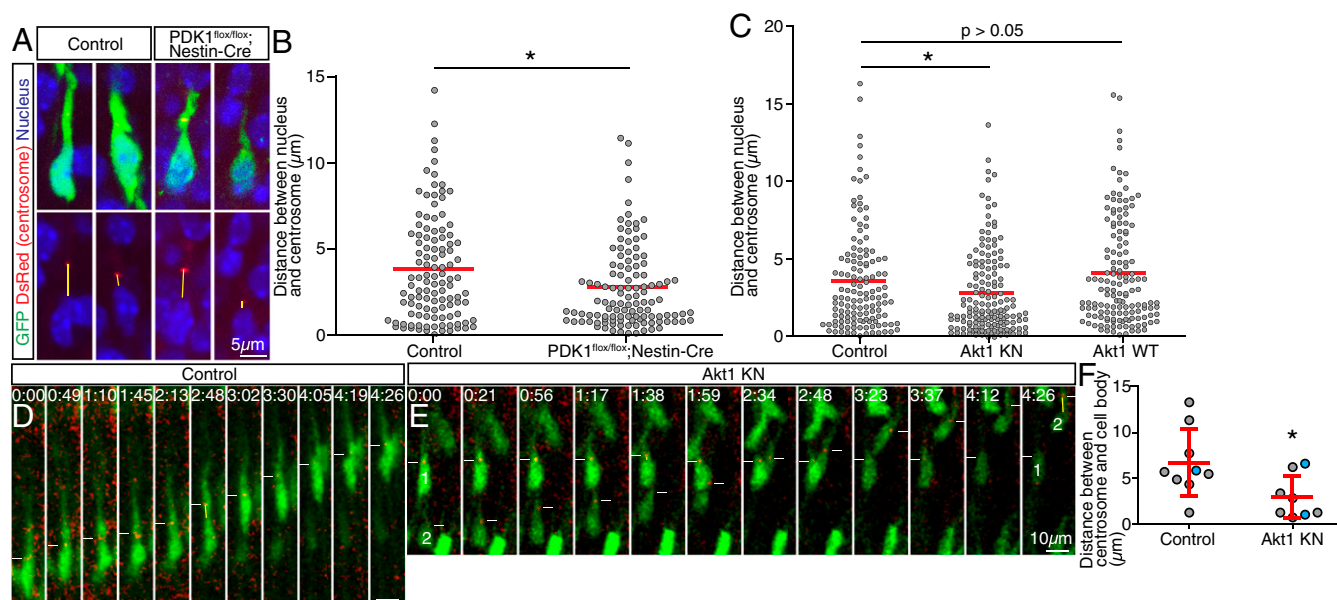 A
Control
PDK1flox/flox;
Nestin-Cre
GFP DsRed (centrosome) Nucleus
5μm
B
Distance between nucleus
and centrosome (μm)
15
10
5
0
*
Control
PDK1flox/flox;Nestin-Cre
C
Distance between nucleus
and centrosome (μm)
20
15
10
5
0
p > 0.05
*
Control
Akt1 KN
Akt1 WT
Control
D
0:00 0:49 1:10 1:45 2:13 2:48 3:02 3:30 4:05 4:19 4:26
Akt1 KN
E
0:00 0:21 0:56 1:17 1:38 1:59 2:34 2:48 3:23 3:37 4:12 4:26
1
2
2
1
10μm
F
Distance between
centrosome and cell body
(μm)
15
10
5
0
*
Control
Akt1 KN